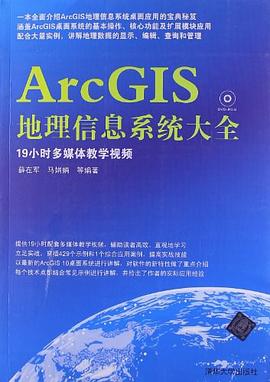 一本全面介绍ArcGIS地理信息系统桌面应用的宝典秘笈
涵盖ArcGIS桌面系统的基本操作、核心功能及扩展模块应用
配合大量实例，讲解地理数据的显示、编辑、查询和管理
ArcGIS
DVD-ROM
地理信息系统大全
19小时多媒体教学视频
薛在军 马娟娟 等编著
提供19小时配套多媒体教学视频，辅助读者高效、直观地学习
立足实战，穿插429个示例和1个综合应用案例，提高实战技能
以最新的ArcGIS 10桌面系统进行讲解，对软件的新特性做了重点介绍
每个技术点都结合常见示例进行讲解，并给出了作者的实际应用经验
清华大学出版社